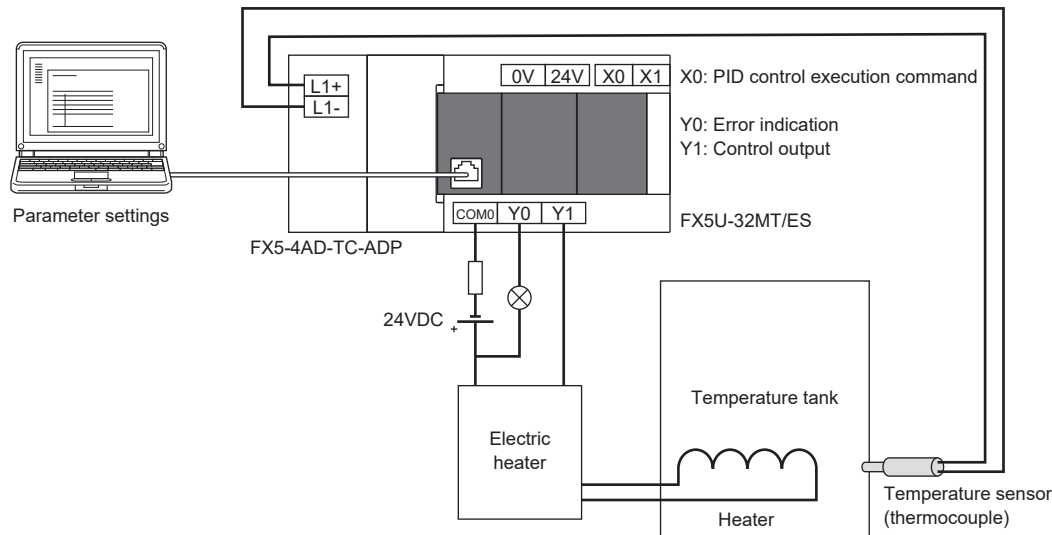 L1+
L1-
0V 24V X0 X1
X0: PID control execution command
Y0: Error indication
Y1: Control output
Parameter settings
COM0 Y0 Y1
FX5U-32MT/ES
FX5-4AD-TC-ADP
24VDC
+
Temperature tank
Electric
heater
Heater
Temperature sensor
(thermocouple)